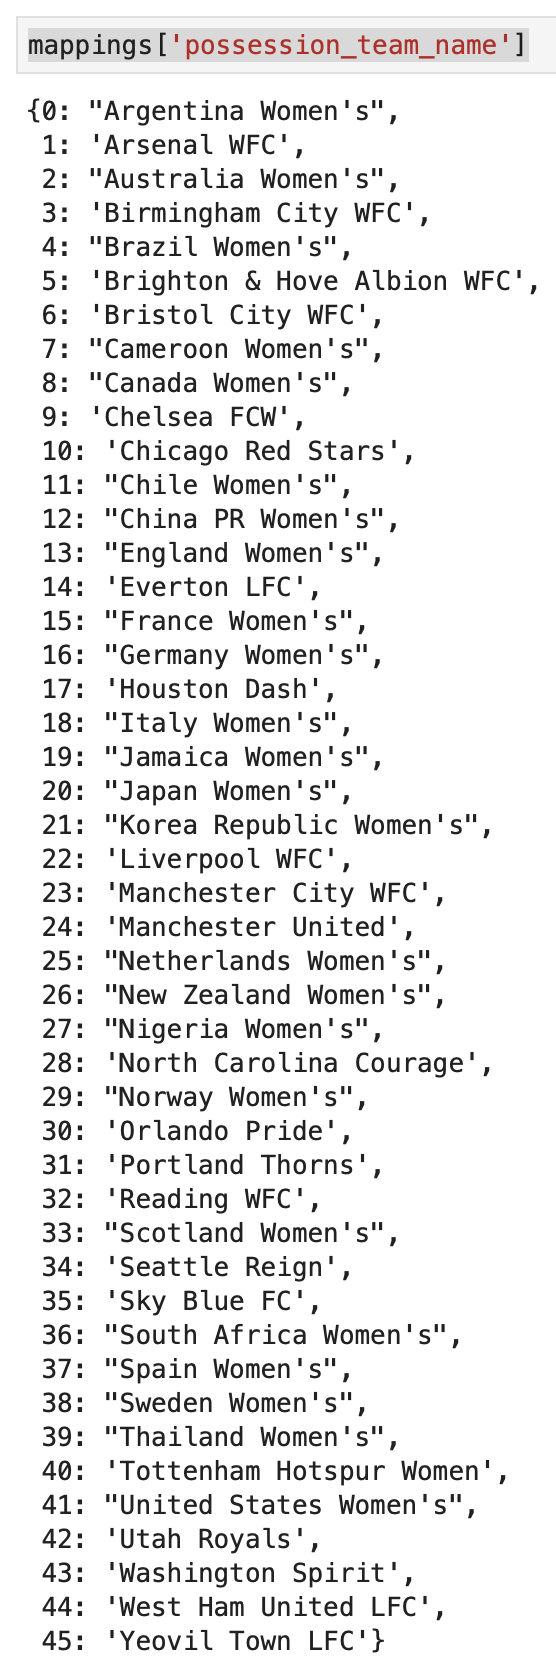 mappings['possession_team_name']
{0: "Argentina Women's",
1: 'Arsenal WFC',
2: "Australia Women's",
3: 'Birmingham City WFC',
4: "Brazil Women's",
5: 'Brighton & Hove Albion WFC',
6: 'Bristol City WFC',
7: "Cameroon Women's",
8: "Canada Women's",
9: 'Chelsea FCW',
10: 'Chicago Red Stars',
11: "Chile Women's",
12: "China PR Women's",
13: "England Women's",
14: 'Everton LFC',
15: "France Women's",
16: "Germany Women's",
17: 'Houston Dash',
18: "Italy Women's",
19: "Jamaica Women's",
20: "Japan Women's",
21: "Korea Republic Women's",
22: 'Liverpool WFC',
23: 'Manchester City WFC',
24: 'Manchester United',
25: "Netherlands Women's",
26: "New Zealand Women's",
27: "Nigeria Women's",
28: 'North Carolina Courage',
29: "Norway Women's",
30: 'Orlando Pride',
31: 'Portland Thorns',
32: 'Reading WFC',
33: "Scotland Women's",
34: 'Seattle Reign',
35: 'Sky Blue FC',
36: "South Africa Women's",
37: "Spain Women's",
38: "Sweden Women's",
39: "Thailand Women's",
40: 'Tottenham Hotspur Women',
41: "United States Women's",
42: 'Utah Royals',
43: 'Washington Spirit',
44: 'West Ham United LFC',
45: 'Yeovil Town LFC'}